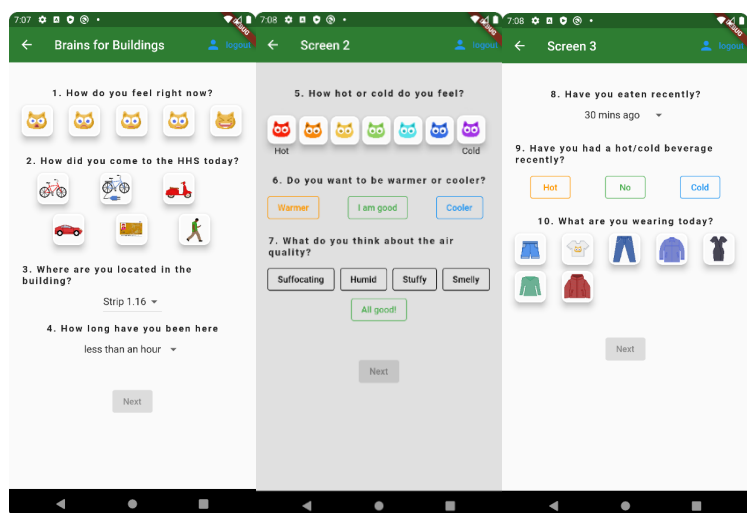 7:07
Brains for Buildings
logout
DEBUG
1. How do you feel right now?
2. How did you come to the HHS today?
3. Where are you located in the
building?
Strip 1.16
4. How long have you been here
less than an hour
Next
7:08
Screen 2
logout
DEBUG
5. How hot or cold do you feel?
Hot
Cold
6. Do you want to be warmer or cooler?
Warmer
I am good
Cooler
7. What do you think about the air
quality?
Suffocating
Humid
Stuffy
Smelly
All good!
Next
7:08
Screen 3
logout
DEBUG
8. Have you eaten recently?
30 mins ago
9. Have you had a hot/cold beverage
recently?
Hot
No
Cold
10. What are you wearing today?
Next